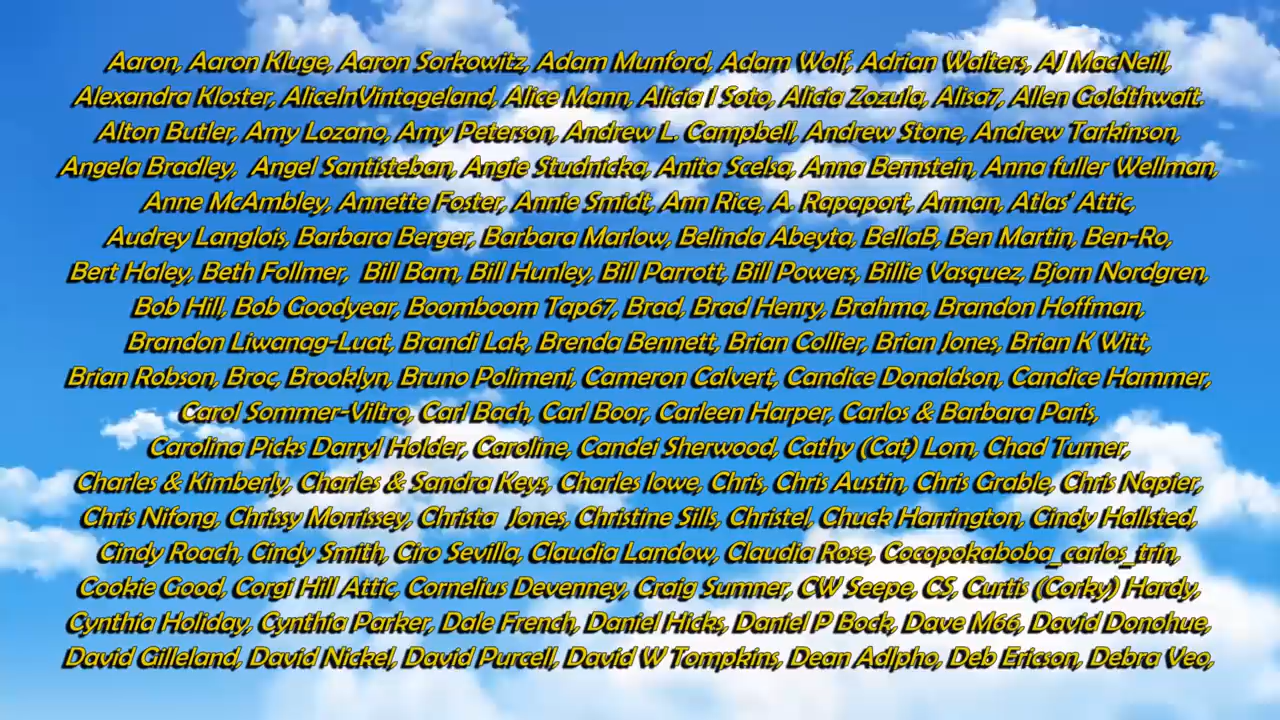 Aaron, Aaron Kluge, Aaron Sorkowitz, Adam Munford, Adam Wolf, Adrian Walters, AJ MacNeill,
Alexandra Kloster, AliceInVintageland, Alice Mann, Alicia I Soto, Alicia Zozula, Alisa7, Allen Goldthwait.
Alton Butler, Amy Lozano, Amy Peterson, Andrew L. Campbell, Andrew Stone, Andrew Tarkinson,
Angela Bradley, Angel Santisteban, Angie Studnicka, Anita Scelsa, Anna Bernstein, Anna fuller Wellman,
Anne McAmbley, Annette Foster, Annie Smidt, Ann Rice, A. Rapaport, Arman, Atlas' Attic,
Audrey Langlois, Barbara Berger, Barbara Marlow, Belinda Abeyta, BellaB, Ben Martin, Ben-Ro,
Bert Haley, Beth Follmer, Bill Bam, Bill Hunley, Bill Parrott, Bill Powers, Billie Vasquez, Bjorn Nordgren,
Bob Hill, Bob Goodyear, Boomboom Tap67, Brad, Brad Henry, Brahma, Brandon Hoffman,
Brandon Liwanag-Luat, Brandi Lak, Brenda Bennett, Brian Collier, Brian Jones, Brian K Witt,
Brian Robson, Broc, Brooklyn, Bruno Polimeni, Cameron Calvert, Candice Donaldson, Candice Hammer,
Carol Sommer-Viltro, Carl Bach, Carl Boor, Carleen Harper, Carlos & Barbara Paris,
Carolina Picks Darryl Holder, Caroline, Candei Sherwood, Cathy (Cat) Lom, Chad Turner,
Charles & Kimberly, Charles & Sandra Keys, Charles lowe, Chris, Chris Austin, Chris Grable, Chris Napier,
Chris Nifong, Chrissy Morrissey, Christa Jones, Christine Sills, Christel, Chuck Harrington, Cindy Hallsted,
Cindy Roach, Cindy Smith, Ciro Sevilla, Claudia Landow, Claudia Rose, Cocopokaboba_carlos_trin,
Cookie Good, Corgi Hill Attic, Cornelius Devenney, Craig Sumner, CW Seepe, CS, Curtis (Corky) Hardy,
Cynthia Holiday, Cynthia Parker, Dale French, Daniel Hicks, Daniel P Bock, Dave M66, David Donohue,
David Gilleland, David Nickel, David Purcell, David W Tompkins, Dean Adlpho, Deb Ericson, Debra Veo,